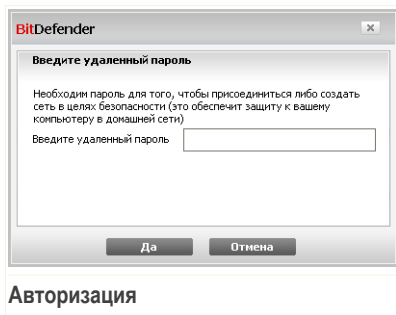 BitDefender
Введите удаленный пароль
Необходим пароль для того, чтобы присоединиться либо создать
сеть в целях безопасности (это обеспечит защиту к вашему
компьютеру в домашней сети)
Введите удаленный пароль
Да
Отмена
Авторизация